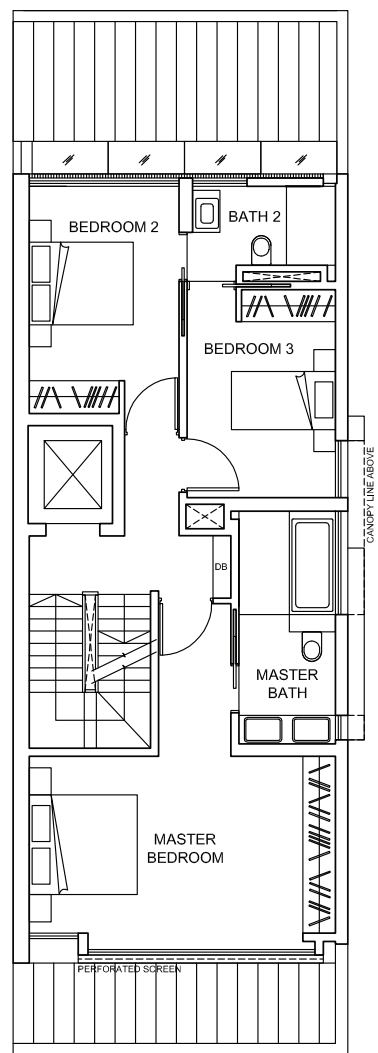 BEDROOM 2
BATH 2
BEDROOM 3
CANOPY LINE ABOVE
DB
MASTER
BATH
MASTER
BEDROOM
PERFORATED SCREEN